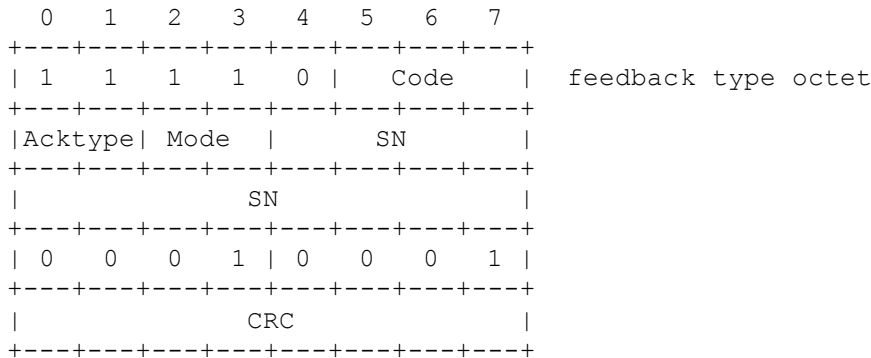 0   1   2   3   4   5   6   7
+---+---+---+---+---+---+---+---+
| 1   1   1   1   0 |   Code    |  feedback type octet
+---+---+---+---+---+---+---+---+
|Acktype| Mode  |      SN       |
+---+---+---+---+---+---+---+---+
|              SN               |
+---+---+---+---+---+---+---+---+
| 0   0   0   1 | 0   0   0   1 |
+---+---+---+---+---+---+---+---+
|              CRC              |
+---+---+---+---+---+---+---+---+